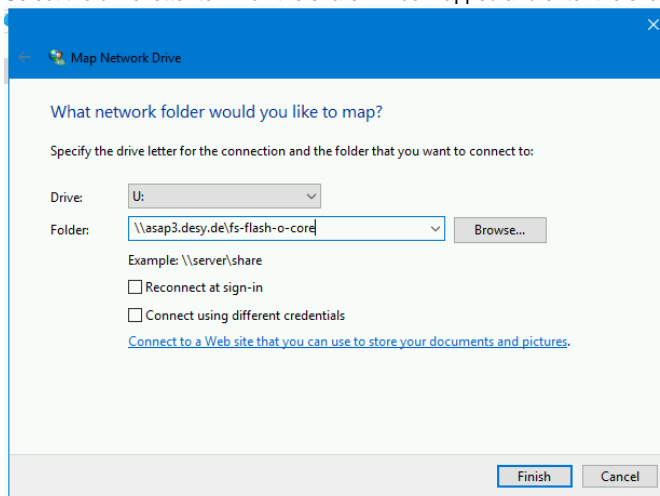 Map Network Drive
What network folder would you like to map?
Specify the drive letter for the connection and the folder that you want to connect to:
Drive: U:
Folder: \\asap3.desy.de\fs-flash-o-core Browse...
Example: \\server\share
Reconnect at sign-in
Connect using different credentials
Connect to a Web site that you can use to store your documents and pictures.
Finish Cancel